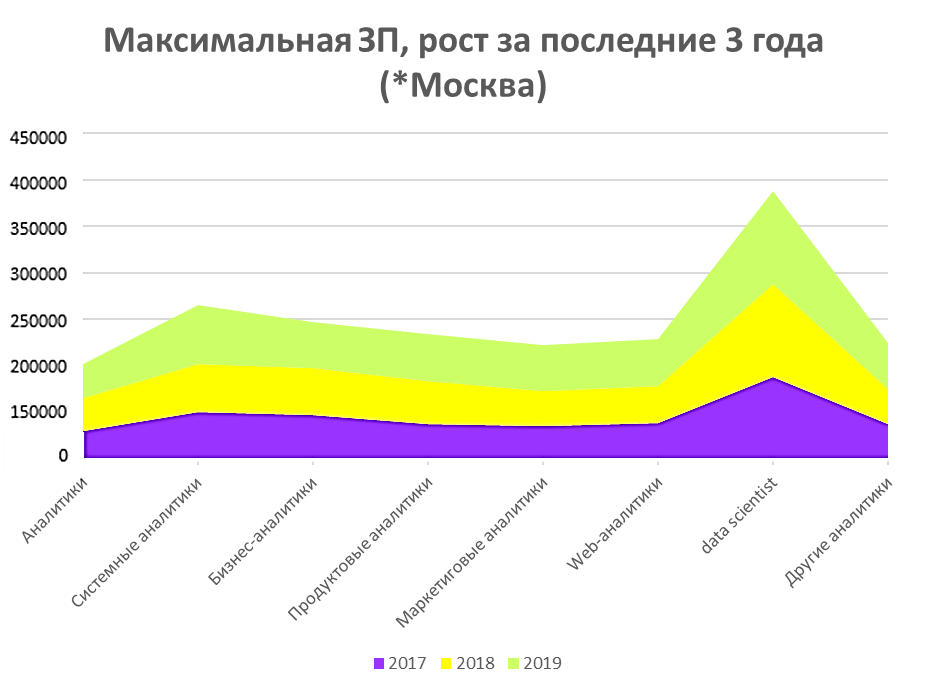 Максимальная ЗП, рост за последние 3 года
(*Москва)
450000
400000
350000
300000
250000
200000
150000
0
Аналитики
Системные аналитики
Бизнес-аналитики
Продуктовые аналитики
Маркетиговые аналитики
Web-аналитики
data scientist
Другие аналитики
2017 2018 2019